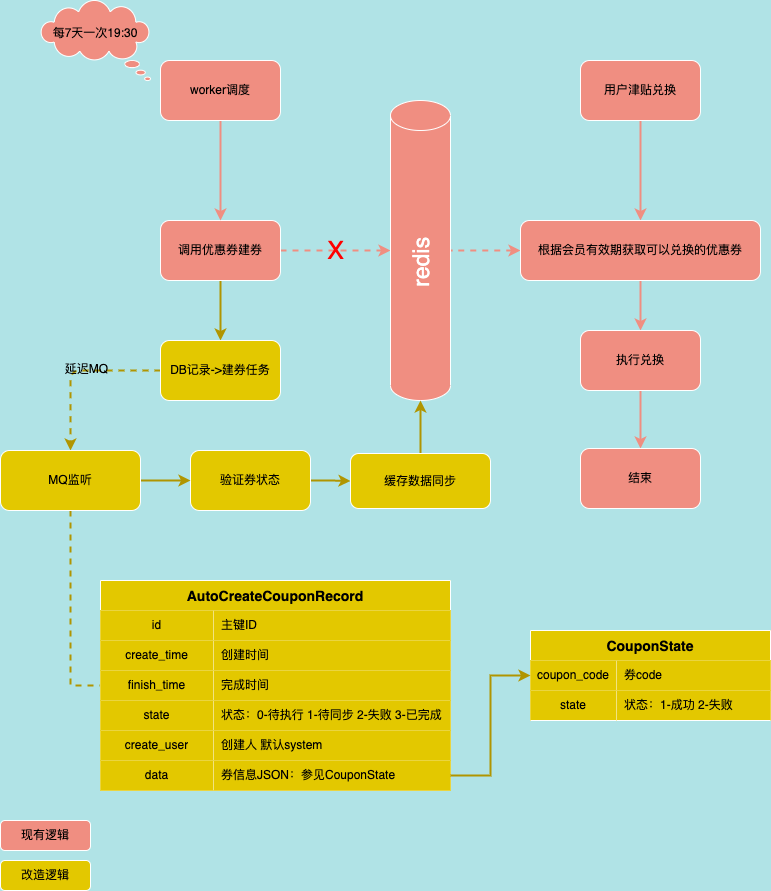 每7天一次19:30
worker调度
用户津贴兑换
调用优惠券建券
X
redis
根据会员有效期获取可以兑换的优惠券
DB记录->建券任务
执行兑换
延迟MQ
MQ监听
验证券状态
缓存数据同步
结束
AutoCreateCouponRecord
id 主键ID
create_time 创建时间
finish_time 完成时间
state 状态：0-待执行 1-待同步 2-失败 3-已完成
create_user 创建人 默认system
data 券信息JSON：参见CouponState
CouponState
coupon_code 券code
state 状态：1-成功 2-失败
现有逻辑
改造逻辑